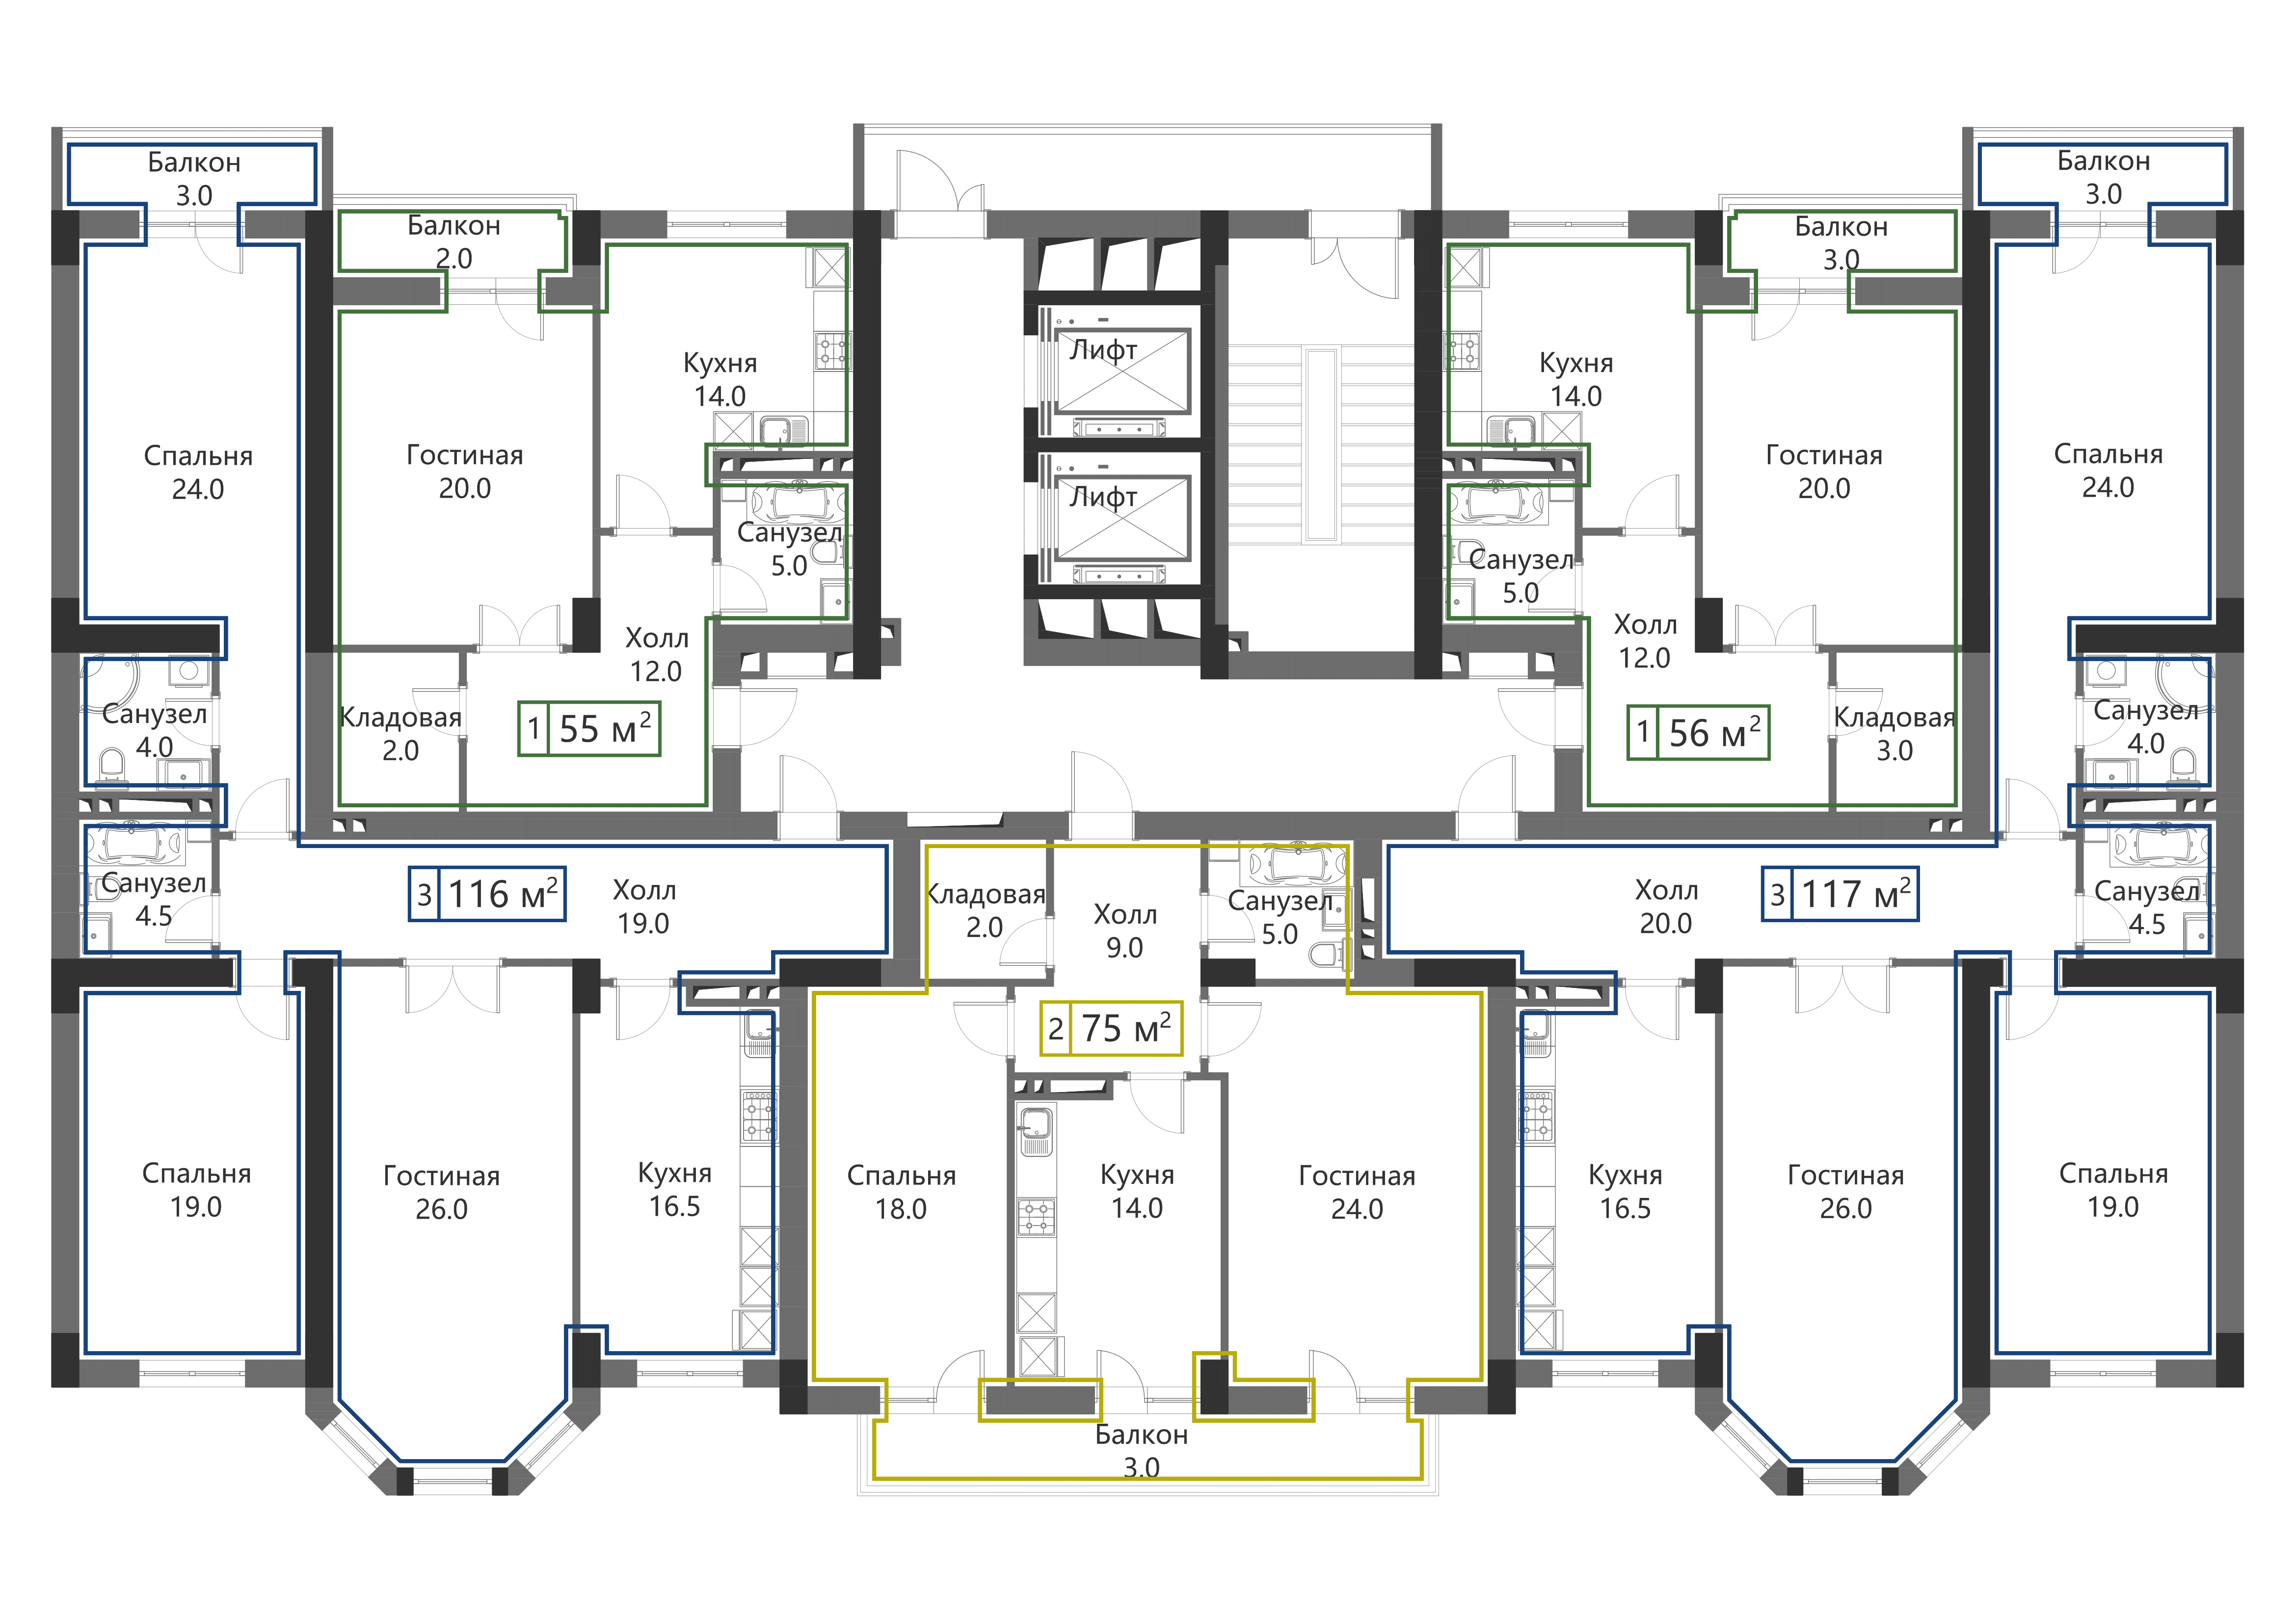 Балкон
3.0
Спальня
24.0
Санузел
4.0
Санузел
4.5
3 116 м²
Холл
19.0
Спальня
19.0
Гостиная
26.0
Кухня
16.5
Балкон
2.0
Гостиная
20.0
Кухня
14.0
Санузел
5.0
Холл
12.0
Кладовая
2.0
1 55 м²
Лифт
Лифт
Кладовая
2.0
Холл
9.0
Санузел
5.0
2 75 м²
Спальня
18.0
Кухня
14.0
Гостиная
24.0
Балкон
3.0
Балкон
3.0
Кухня
14.0
Гостиная
20.0
Санузел
5.0
Холл
12.0
1 56 м²
Кладовая
3.0
Балкон
3.0
Спальня
24.0
Санузел
4.0
Санузел
4.5
Холл
20.0
3 117 м²
Кухня
16.5
Гостиная
26.0
Спальня
19.0